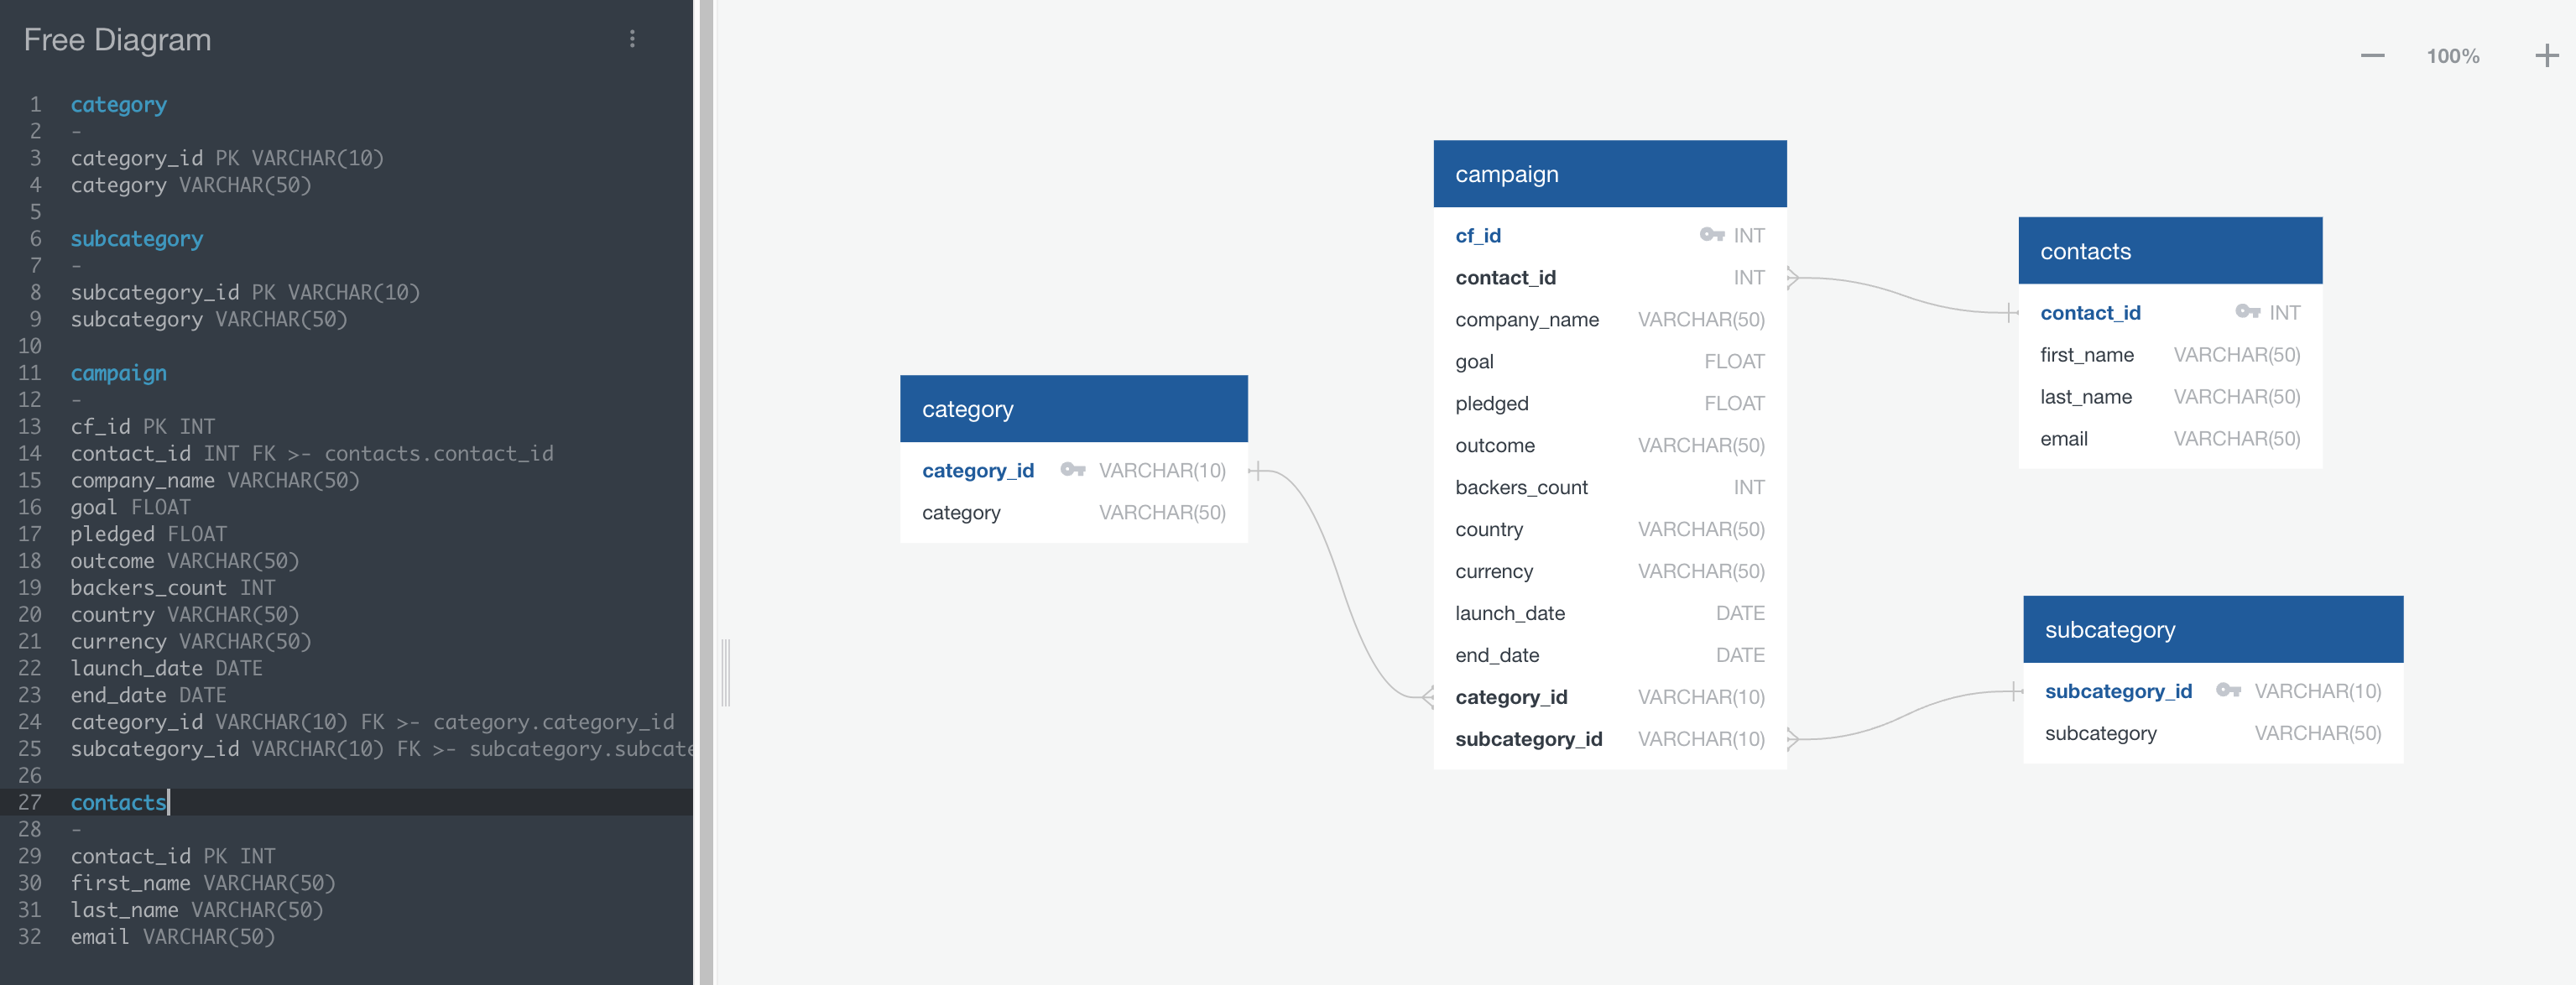 Free Diagram
1 category
2 -
3 category_id PK VARCHAR(10)
4 category VARCHAR(50)
5
6 subcategory
7 -
8 subcategory_id PK VARCHAR(10)
9 subcategory VARCHAR(50)
10
11 campaign
12 -
13 cf_id PK INT
14 contact_id INT FK >- contacts.contact_id
15 company_name VARCHAR(50)
16 goal FLOAT
17 pledged FLOAT
18 outcome VARCHAR(50)
19 backers_count INT
20 country VARCHAR(50)
21 currency VARCHAR(50)
22 launch_date DATE
23 end_date DATE
24 category_id VARCHAR(10) FK >- category.category_id
25 subcategory_id VARCHAR(10) FK >- subcategory.subcate
26
27 contacts
28 -
29 contact_id PK INT
30 first_name VARCHAR(50)
31 last_name VARCHAR(50)
32 email VARCHAR(50)
100%
category
category_id VARCHAR(10)
category VARCHAR(50)
campaign
cf_id INT
contact_id INT
company_name VARCHAR(50)
goal FLOAT
pledged FLOAT
outcome VARCHAR(50)
backers_count INT
country VARCHAR(50)
currency VARCHAR(50)
launch_date DATE
end_date DATE
category_id VARCHAR(10)
subcategory_id VARCHAR(10)
contacts
contact_id INT
first_name VARCHAR(50)
last_name VARCHAR(50)
email VARCHAR(50)
subcategory
subcategory_id VARCHAR(10)
subcategory VARCHAR(50)